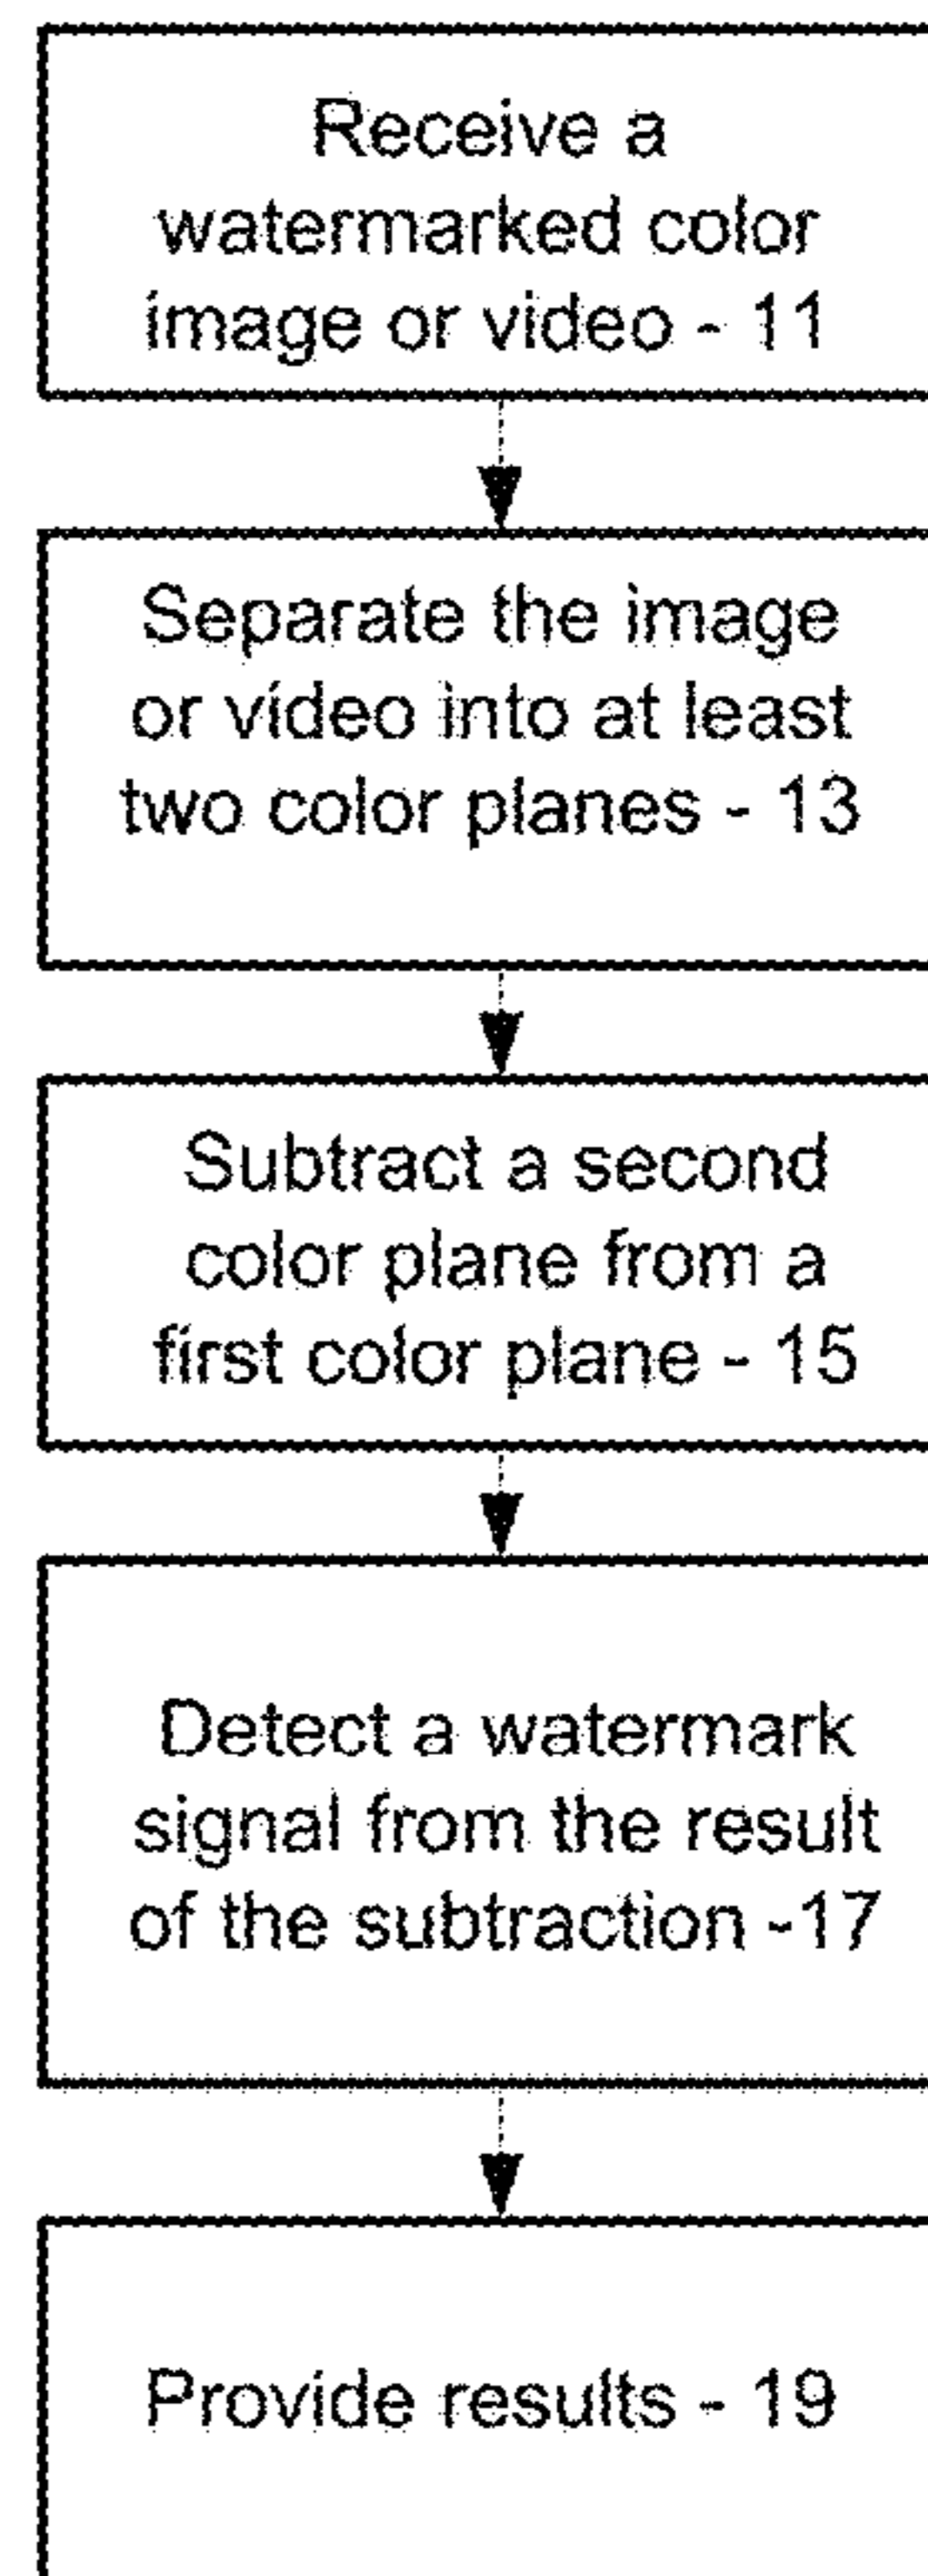 Receive a
watermarked color
image or video - 11
Separate the image
or video into at least
two color planes - 13
Subtract a second
color plane from a
first color plane - 15
Detect a watermark
signal from the result
of the subtraction -17
Provide results - 19